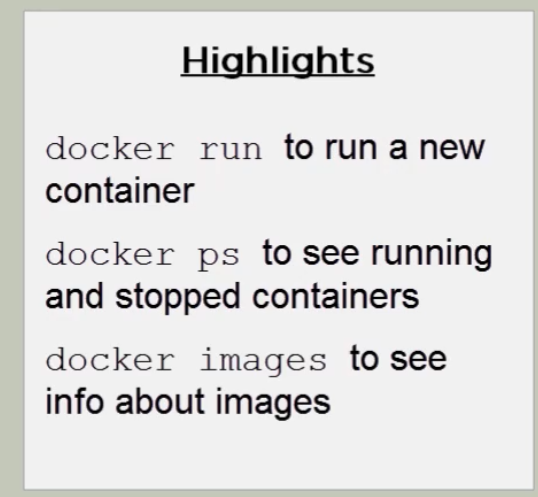 Highlights
docker run to run a new
container
docker ps to see running
and stopped containers
docker images to see
info about images